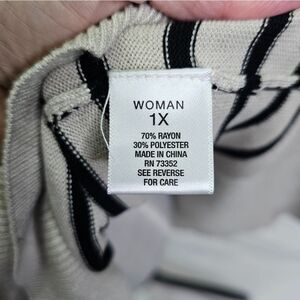 WOMAN
1X
70% RAYON
30% POLYESTER
MADE IN CHINA
RN 73352
SEE REVERSE
FOR CARE